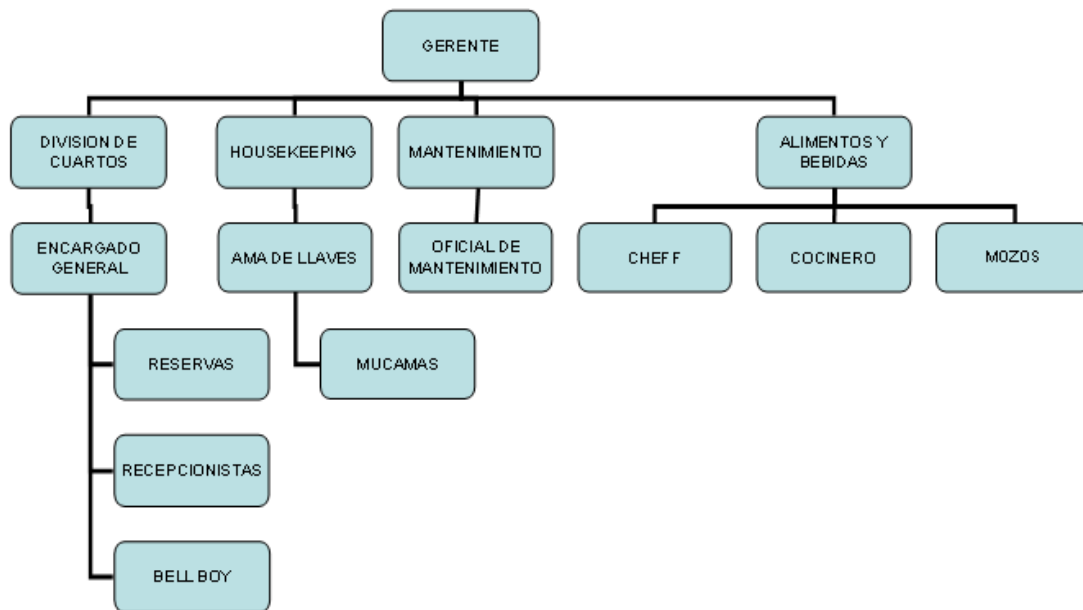 GERENTE
DIVISION DE
CUARTOS
HOUSEKEEPING
MANTENIMIENTO
ALIMENTOS Y
BEBIDAS
ENCARGADO
GENERAL
AMA DE LLAVES
OFICIAL DE
MANTENIMIENTO
CHEFF
COCINERO
MOZOS
RESERVAS
MUCAMAS
RECEPCIONISTAS
BELL BOY